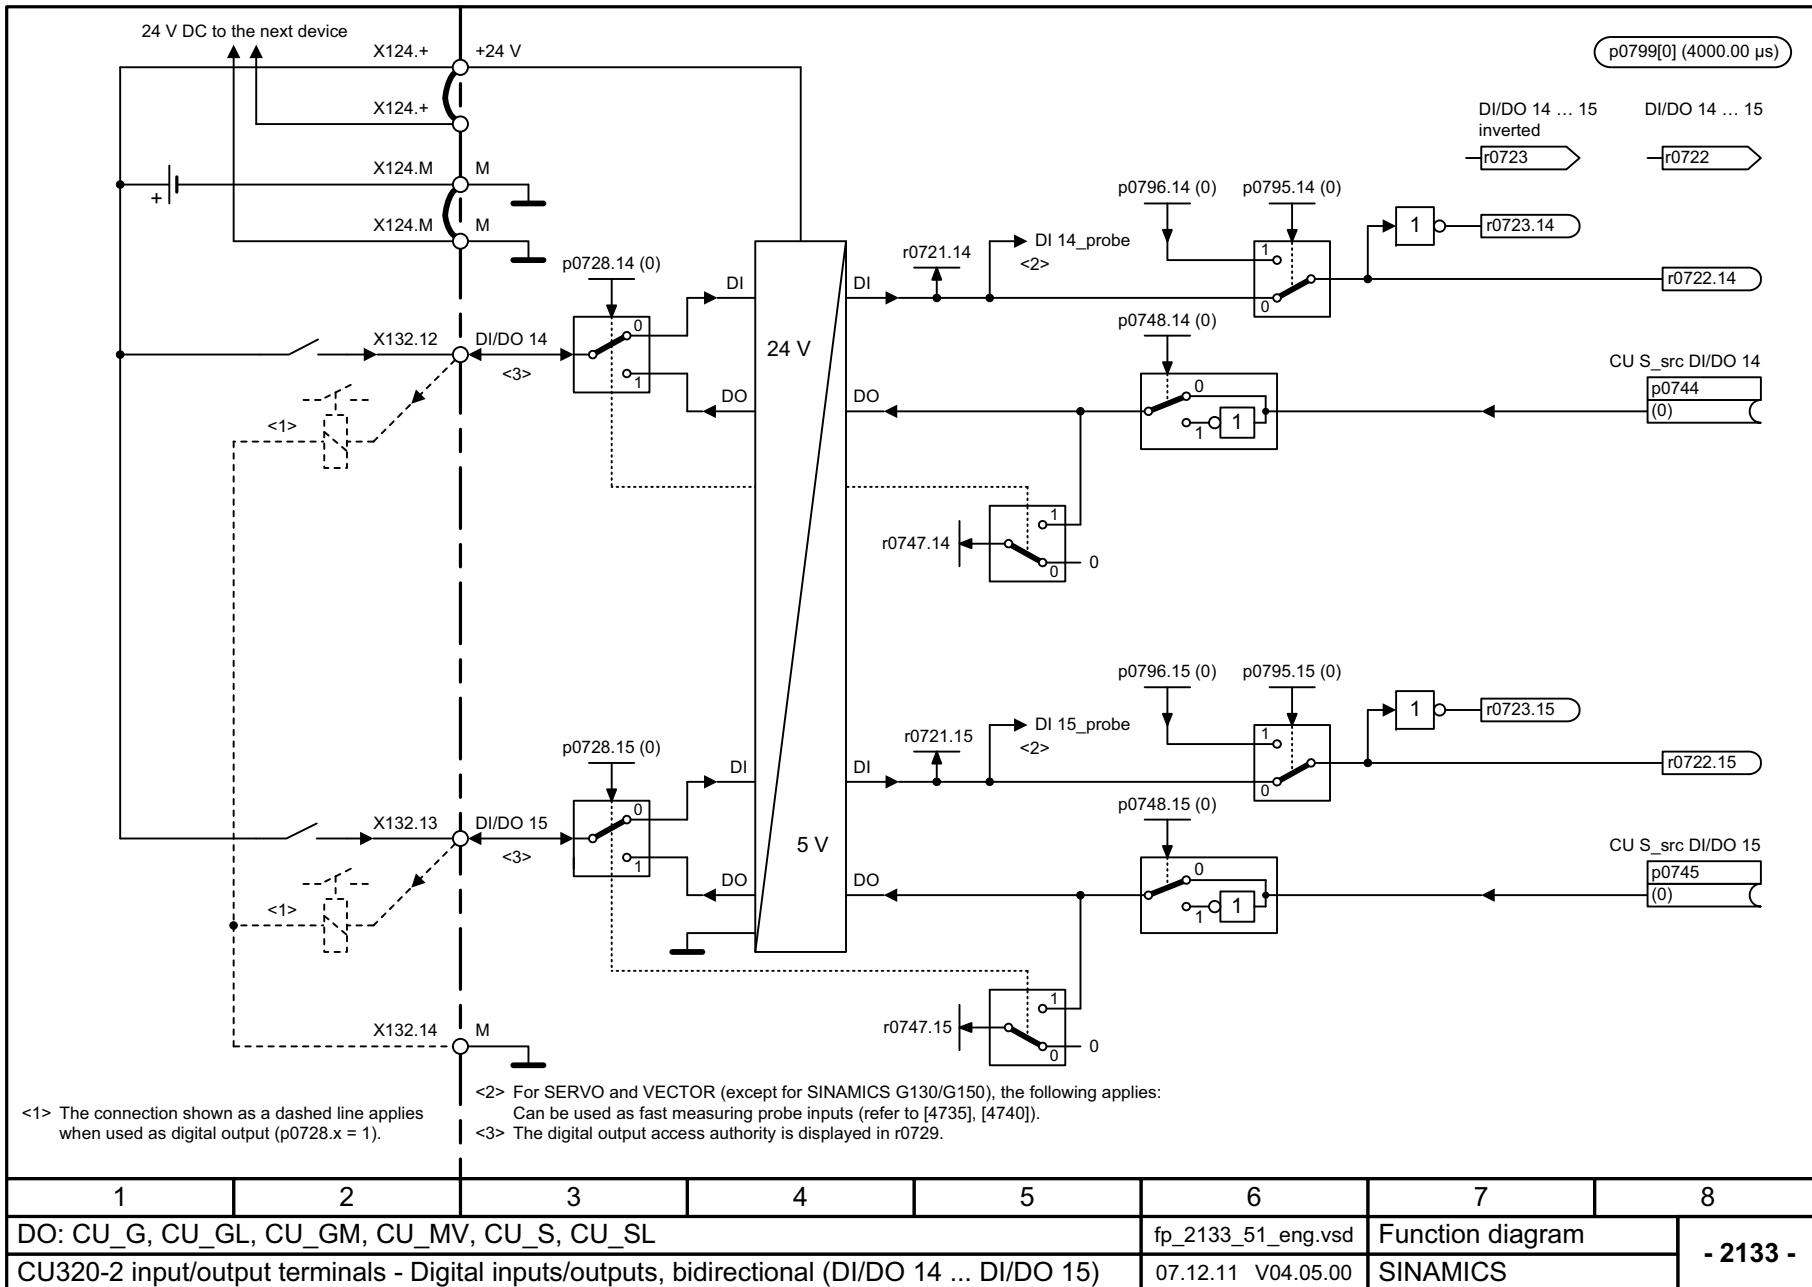 24 V DC to the next device
X124.+
+24 V
p0799[0] (4000.00 µs)
X124.+
DI/DO 14 … 15
inverted
DI/DO 14 … 15
r0723
r0722
X124.M
M
+
p0796.14 (0)
p0795.14 (0)
X124.M
M
1
r0723.14
DI 14_probe
<2>
r0721.14
1
0
p0728.14 (0)
DI
DI
r0722.14
p0748.14 (0)
X132.12
DI/DO 14
<3>
0
1
24 V
CU S_src DI/DO 14
p0744
(0)
DO
DO
0
1
1
<1>
1
r0747.14
0
0
p0796.15 (0)
p0795.15 (0)
1
r0723.15
DI 15_probe
<2>
r0721.15
1
0
p0728.15 (0)
DI
DI
r0722.15
p0748.15 (0)
X132.13
DI/DO 15
<3>
0
1
5 V
CU S_src DI/DO 15
p0745
(0)
DO
DO
0
1
1
<1>
1
r0747.15
0
0
X132.14
M
<1> The connection shown as a dashed line applies
when used as digital output (p0728.x = 1).
<2> For SERVO and VECTOR (except for SINAMICS G130/G150), the following applies:
Can be used as fast measuring probe inputs (refer to [4735], [4740]).
<3> The digital output access authority is displayed in r0729.
1 2 3 4 5 6 7 8
DO: CU_G, CU_GL, CU_GM, CU_MV, CU_S, CU_SL
fp_2133_51_eng.vsd
Function diagram
- 2133 -
CU320-2 input/output terminals - Digital inputs/outputs, bidirectional (DI/DO 14 ... DI/DO 15)
07.12.11 V04.05.00
SINAMICS